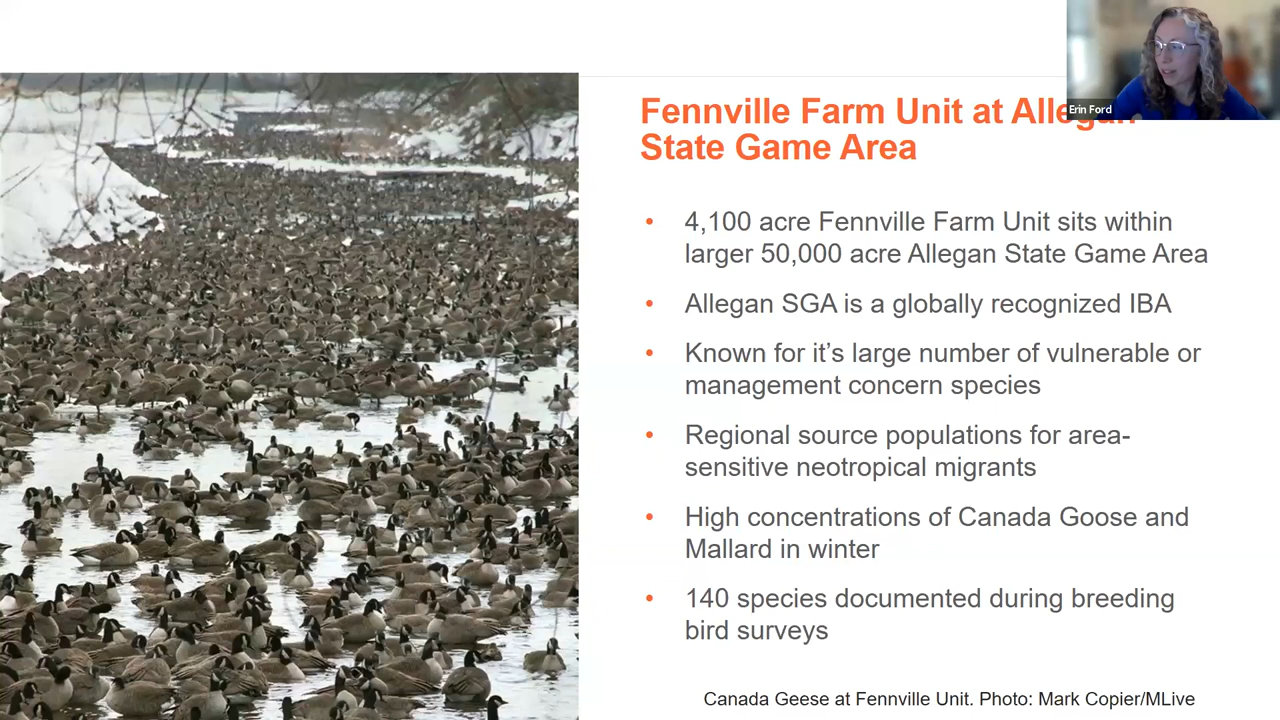 Erin Ford
Fennville Farm Unit at Allegan
State Game Area
• 4,100 acre Fennville Farm Unit sits within
larger 50,000 acre Allegan State Game Area
• Allegan SGA is a globally recognized IBA
• Known for it’s large number of vulnerable or
management concern species
• Regional source populations for area-
sensitive neotropical migrants
• High concentrations of Canada Goose and
Mallard in winter
• 140 species documented during breeding
bird surveys
Canada Geese at Fennville Unit. Photo: Mark Copier/MLive